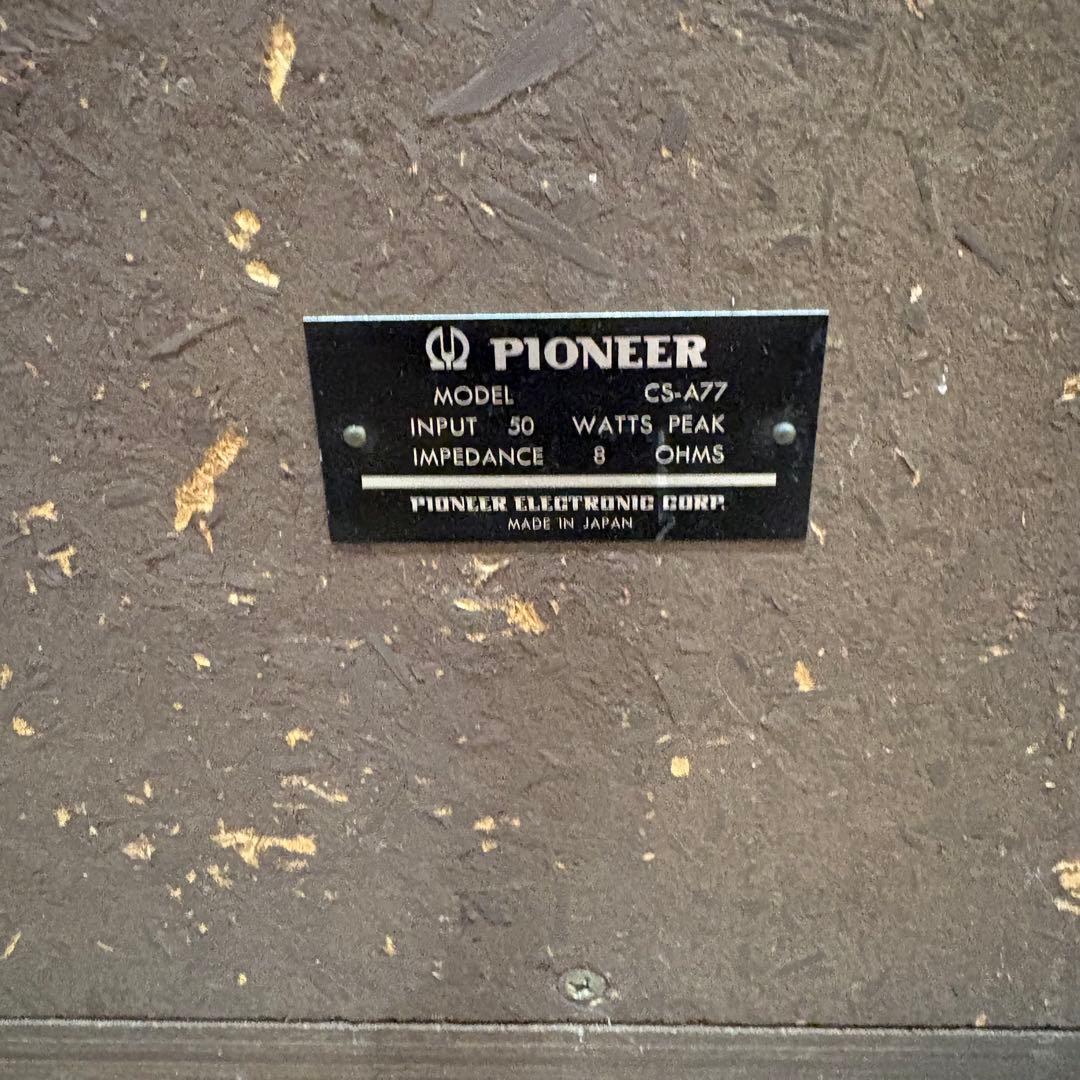 PIONEER
MODEL CS-A77
INPUT 50 WATTS PEAK
IMPEDANCE 8 OHMS
PIONEER ELECTRONIC CORP.
MADE IN JAPAN